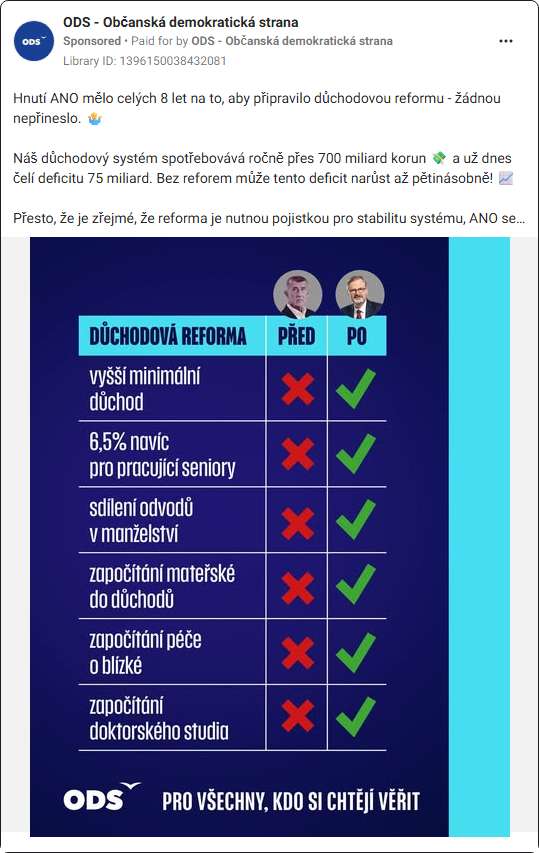 ODS - Občanská demokratická strana
Sponsored • Paid for by ODS - Občanská demokratická strana
Library ID: 1396150038432081
Hnutí ANO mělo celých 8 let na to, aby připravilo důchodovou reformu - žádnou
nepřineslo. 🤷
Náš důchodový systém spotřebovává ročně přes 700 miliard korun 💸 a už dnes
čelí deficitu 75 miliard. Bez reforem může tento deficit narůst až pětinásobně! 📈
Přesto, že je zřejmé, že reforma je nutnou pojistkou pro stabilitu systému, ANO se…
DŮCHODOVÁ REFORMA PŘED PO
vyšší minimální
důchod
6,5% navíc
pro pracující seniory
sdílení odvodů
v manželství
započítání mateřské
do důchodů
započítání péče
o blízké
započítání
doktorského studia
ODS PRO VŠECHNY, KDO SI CHTĚJÍ VĚŘIT